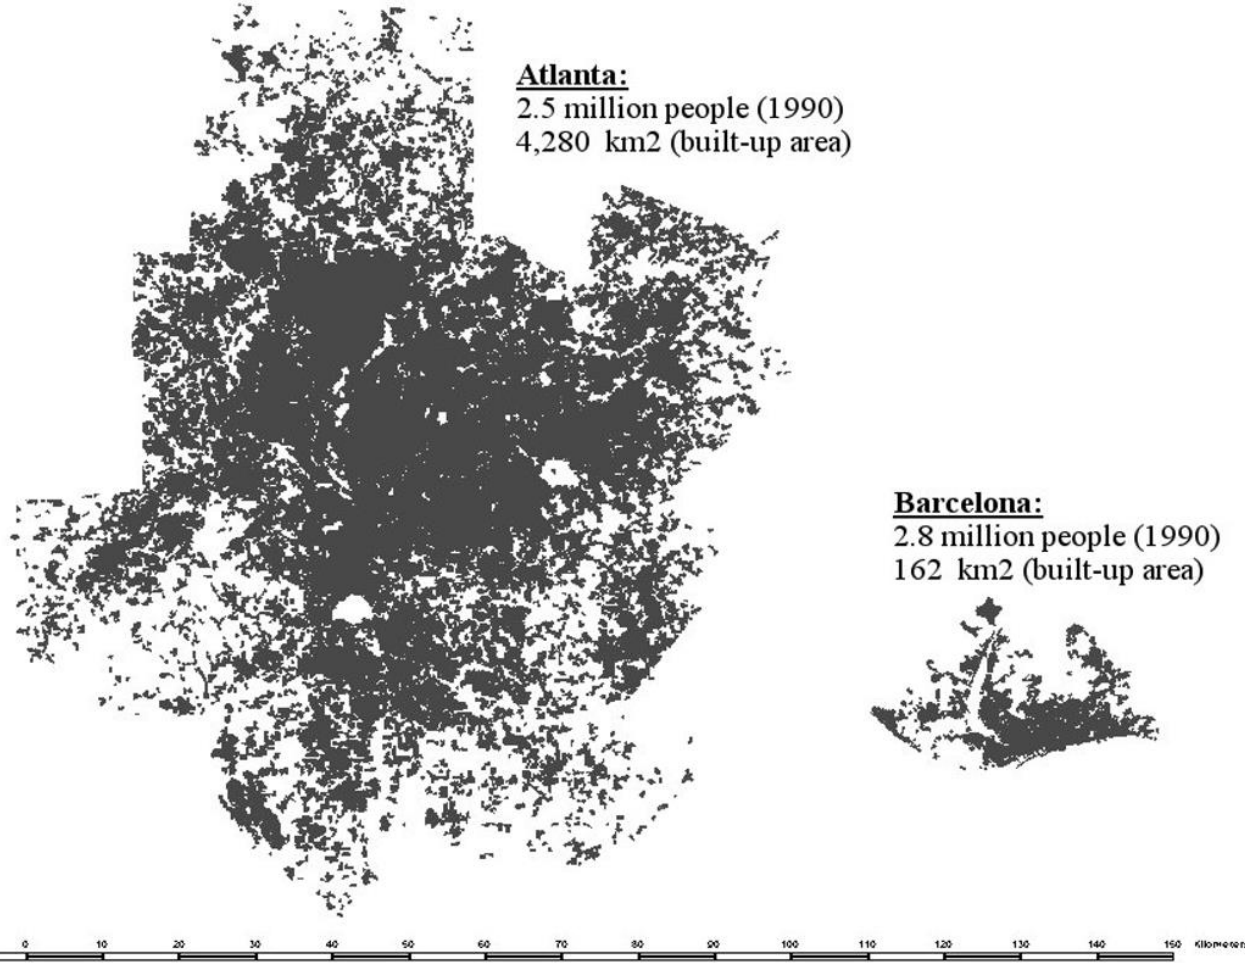 Atlanta:
2.5 million people (1990)
4,280 km2 (built-up area)
Barcelona:
2.8 million people (1990)
162 km2 (built-up area)
0 10 20 30 40 50 60 70 80 90 100 110 120 130 140 150 Kilometers